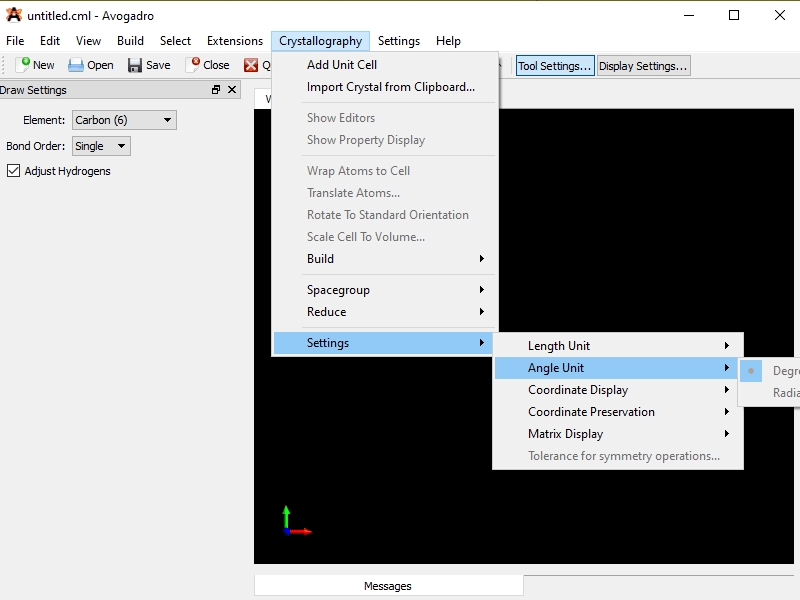 untitled.cml - Avogadro
File Edit View Build Select Extensions Crystallography Settings Help
New Open Save Close Tool Settings... Display Settings...
Draw Settings
Element: Carbon (6)
Bond Order: Single
Adjust Hydrogens
Add Unit Cell
Import Crystal from Clipboard...
Show Editors
Show Property Display
Wrap Atoms to Cell
Translate Atoms...
Rotate To Standard Orientation
Scale Cell To Volume...
Build
Spacegroup
Reduce
Settings
Length Unit
Angle Unit
Coordinate Display
Coordinate Preservation
Matrix Display
Tolerance for symmetry operations...
Degre
Radia
Messages